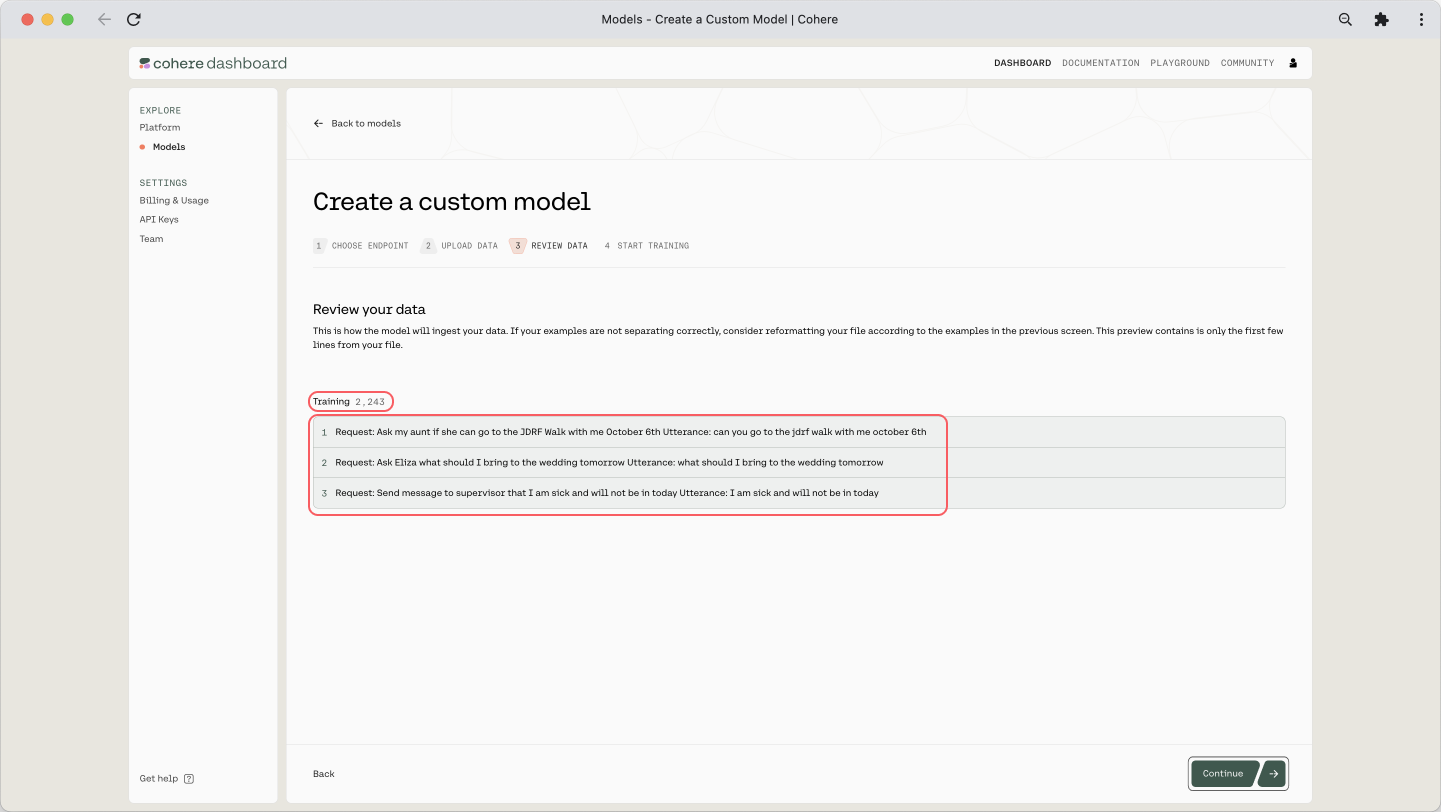 Models - Create a Custom Model | Cohere
cohere dashboard
DASHBOARD DOCUMENTATION PLAYGROUND COMMUNITY
EXPLORE
Platform
Models
SETTINGS
Billing & Usage
API Keys
Team
Get help ?
Back to models
Create a custom model
1 CHOOSE ENDPOINT 2 UPLOAD DATA 3 REVIEW DATA 4 START TRAINING
Review your data
This is how the model will ingest your data. If your examples are not separating correctly, consider reformatting your file according to the examples in the previous screen. This preview contains is only the first few
lines from your file.
Training 2,243
1 Request: Ask my aunt if she can go to the JDRF Walk with me October 6th Utterance: can you go to the jdrf walk with me october 6th
2 Request: Ask Eliza what should I bring to the wedding tomorrow Utterance: what should I bring to the wedding tomorrow
3 Request: Send message to supervisor that I am sick and will not be in today Utterance: I am sick and will not be in today
Back
Continue